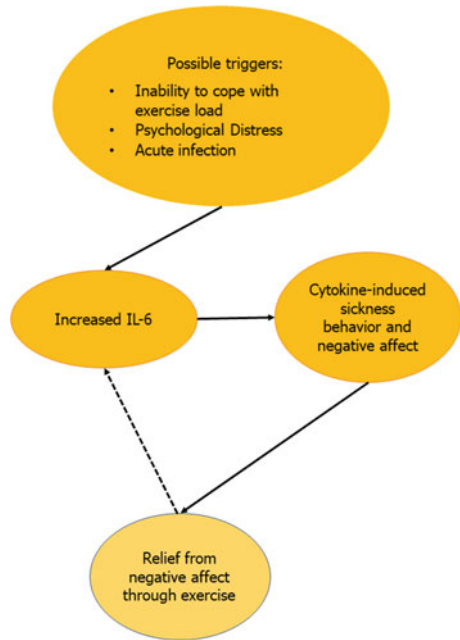 Possible triggers:
• Inability to cope with
exercise load
• Psychological Distress
• Acute infection
Increased IL-6
Cytokine-induced
sickness
behavior and
negative affect
Relief from
negative affect
through exercise